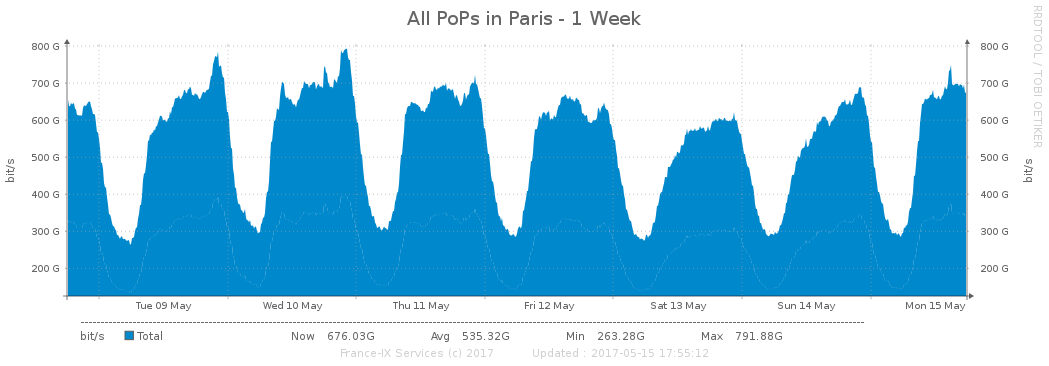 All PoPs in Paris - 1 Week
RRDTOOL / TOBI OETIKER
800 G 800 G
700 G 700 G
600 G 600 G
500 G 500 G
400 G 400 G
300 G 300 G
200 G 200 G
bit/s bit/s
Tue 09 May Wed 10 May Thu 11 May Fri 12 May Sat 13 May Sun 14 May Mon 15 May
bit/s Total Now 676.03G Avg 535.32G Min 263.28G Max 791.88G
France-IX Services (c) 2017 Updated : 2017-05-15 17:55:12